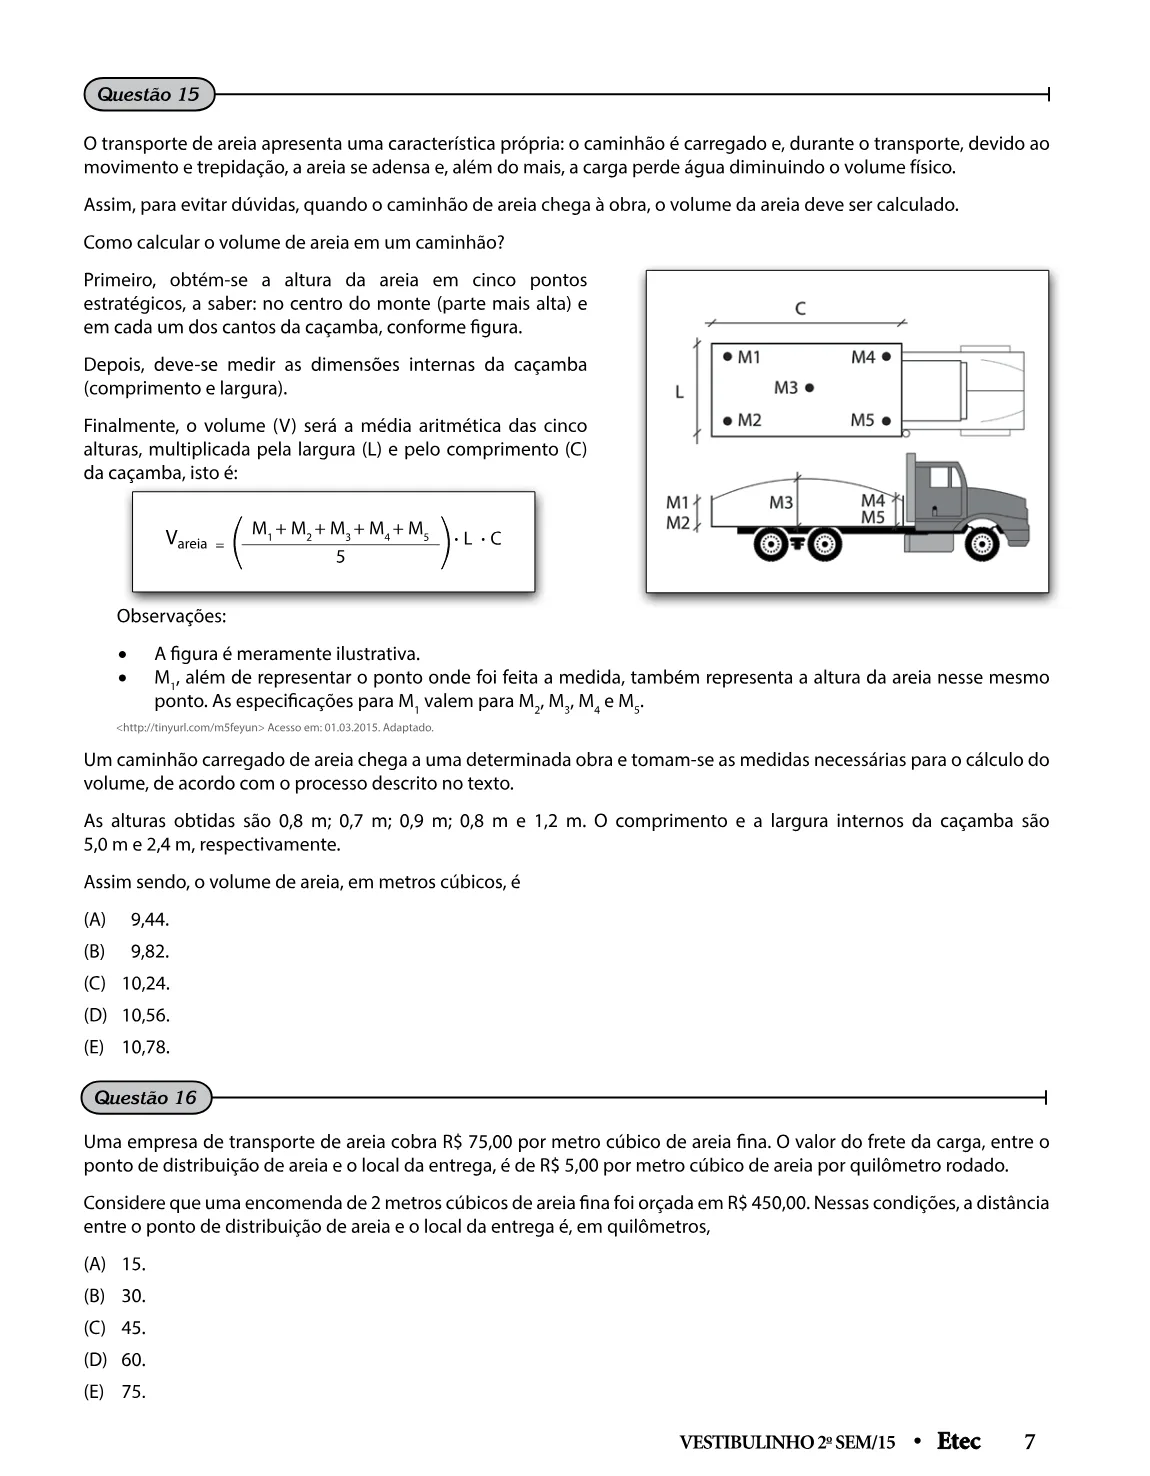 Questão 15
O transporte de areia apresenta uma característica própria: o caminhão é carregado e, durante o transporte, devido ao
movimento e trepidação, a areia se adensa e, além do mais, a carga perde água diminuindo o volume físico.
Assim, para evitar dúvidas, quando o caminhão de areia chega à obra, o volume da areia deve ser calculado.
Como calcular o volume de areia em um caminhão?
Primeiro, obtém-se a altura da areia em cinco pontos
estratégicos, a saber: no centro do monte (parte mais alta) e
em cada um dos cantos da caçamba, conforme figura.
Depois, deve-se medir as dimensões internas da caçamba
(comprimento e largura).
Finalmente, o volume (V) será a média aritmética das cinco
alturas, multiplicada pela largura (L) e pelo comprimento (C)
da caçamba, isto é:
V areia = ( M1 + M2 + M3 + M4 + M5 / 5 ) · L · C
C
M1 M4
L M3
M2 M5
M1 M3 M4
M2 M5
Observações:
• A figura é meramente ilustrativa.
• M1, além de representar o ponto onde foi feita a medida, também representa a altura da areia nesse mesmo
ponto. As especificações para M1 valem para M2, M3, M4 e M5.
<http://tinyurl.com/m5feyun> Acesso em: 01.03.2015. Adaptado.
Um caminhão carregado de areia chega a uma determinada obra e tomam-se as medidas necessárias para o cálculo do
volume, de acordo com o processo descrito no texto.
As alturas obtidas são 0,8 m; 0,7 m; 0,9 m; 0,8 m e 1,2 m. O comprimento e a largura internos da caçamba são
5,0 m e 2,4 m, respectivamente.
Assim sendo, o volume de areia, em metros cúbicos, é
(A) 9,44.
(B) 9,82.
(C) 10,24.
(D) 10,56.
(E) 10,78.
Questão 16
Uma empresa de transporte de areia cobra R$ 75,00 por metro cúbico de areia fina. O valor do frete da carga, entre o
ponto de distribuição de areia e o local da entrega, é de R$ 5,00 por metro cúbico de areia por quilômetro rodado.
Considere que uma encomenda de 2 metros cúbicos de areia fina foi orçada em R$ 450,00. Nessas condições, a distância
entre o ponto de distribuição de areia e o local da entrega é, em quilômetros,
(A) 15.
(B) 30.
(C) 45.
(D) 60.
(E) 75.
VESTIBULINHO 2º SEM/15 • Etec 7